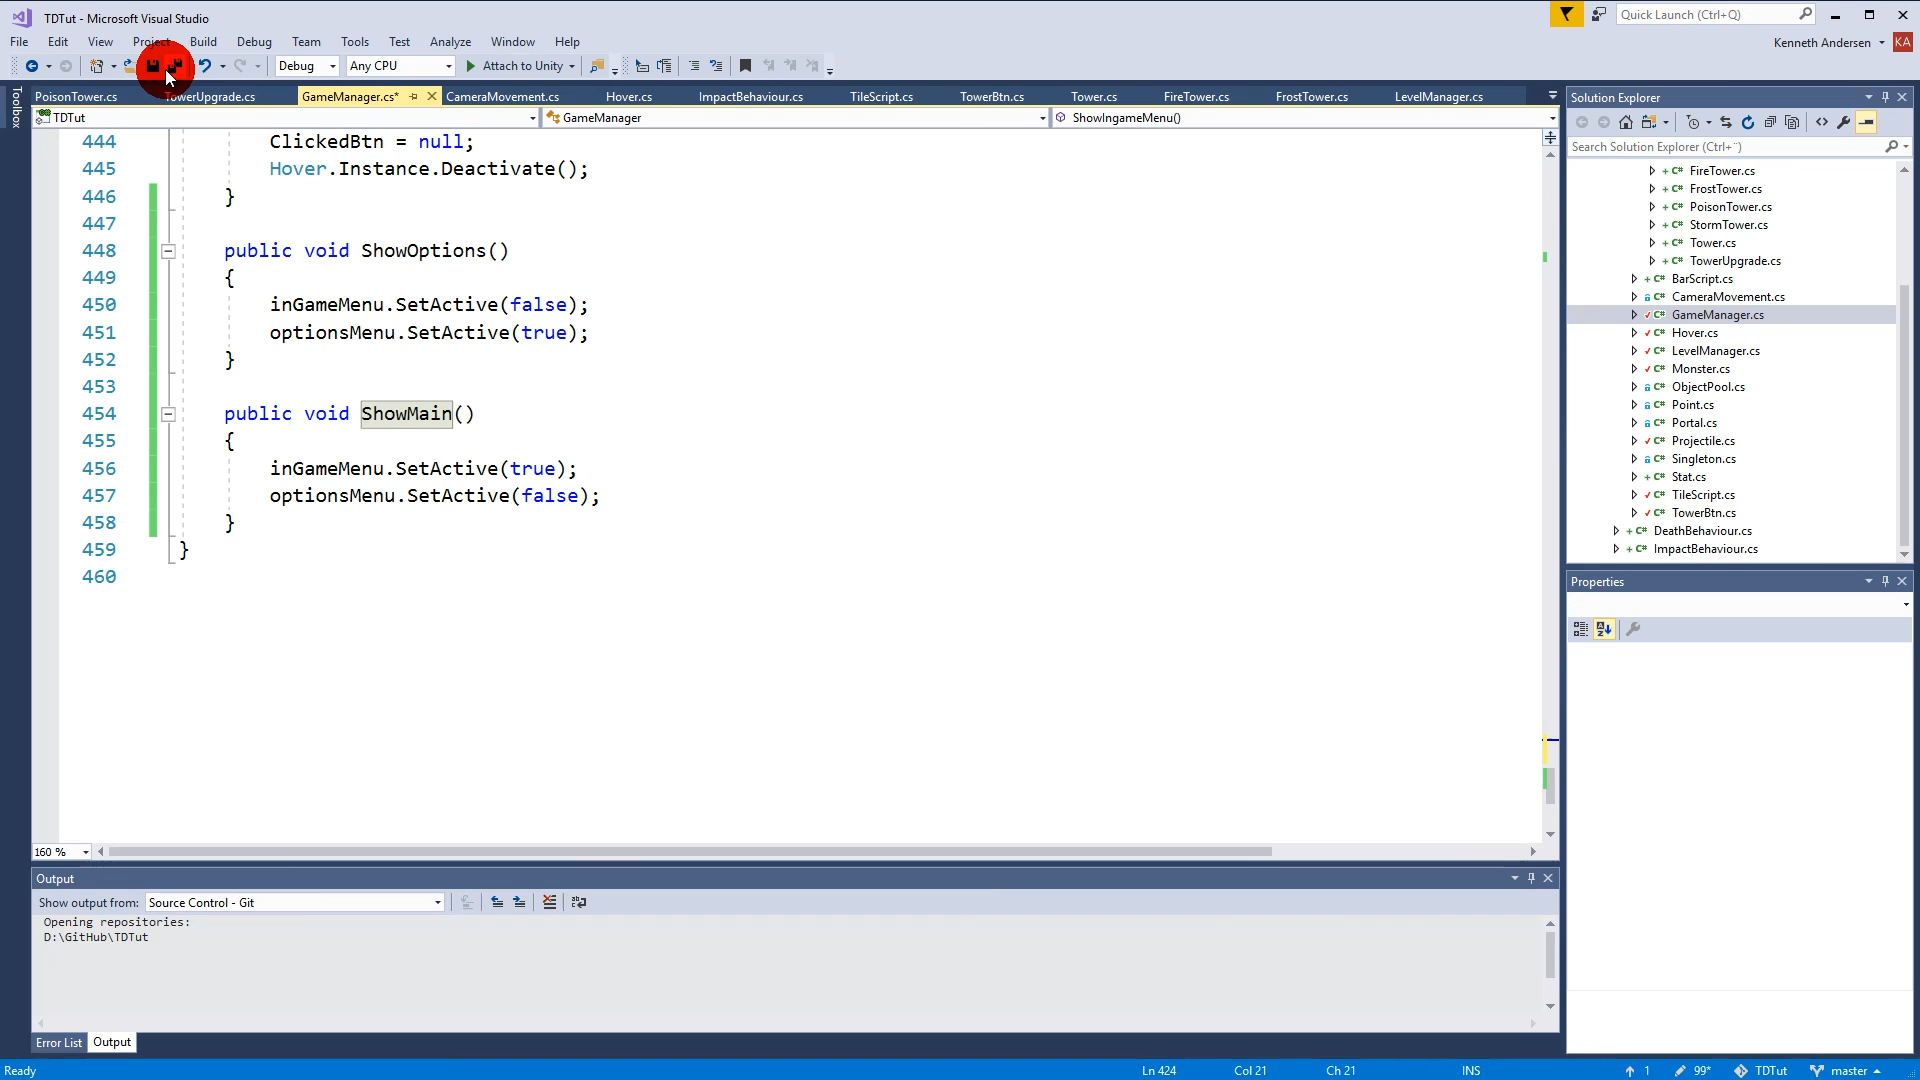 TDTut - Microsoft Visual Studio
Quick Launch (Ctrl+Q)
File Edit View Project Build Debug Team Tools Test Analyze Window Help
Kenneth Andersen KA
Debug Any CPU Attach to Unity
Toolbox
PoisonTower.cs TowerUpgrade.cs GameManager.cs* CameraMovement.cs Hover.cs ImpactBehaviour.cs TileScript.cs TowerBtn.cs Tower.cs FireTower.cs FrostTower.cs LevelManager.cs
TDTut GameManager ShowIngameMenu()
444 ClickedBtn = null;
445 Hover.Instance.Deactivate();
446 }
447
448 public void ShowOptions()
449 {
450 inGameMenu.SetActive(false);
451 optionsMenu.SetActive(true);
452 }
453
454 public void ShowMain()
455 {
456 inGameMenu.SetActive(true);
457 optionsMenu.SetActive(false);
458 }
459 }
460
160 %
Output
Show output from: Source Control - Git
Opening repositories:
D:\GitHub\TDTut
Error List Output
Solution Explorer
Search Solution Explorer (Ctrl+¨)
C# FireTower.cs
C# FrostTower.cs
C# PoisonTower.cs
C# StormTower.cs
C# Tower.cs
C# TowerUpgrade.cs
C# BarScript.cs
C# CameraMovement.cs
C# GameManager.cs
C# Hover.cs
C# LevelManager.cs
C# Monster.cs
C# ObjectPool.cs
C# Point.cs
C# Portal.cs
C# Projectile.cs
C# Singleton.cs
C# Stat.cs
C# TileScript.cs
C# TowerBtn.cs
C# DeathBehaviour.cs
C# ImpactBehaviour.cs
Properties
Ready Ln 424 Col 21 Ch 21 INS 1 99* TDTut master